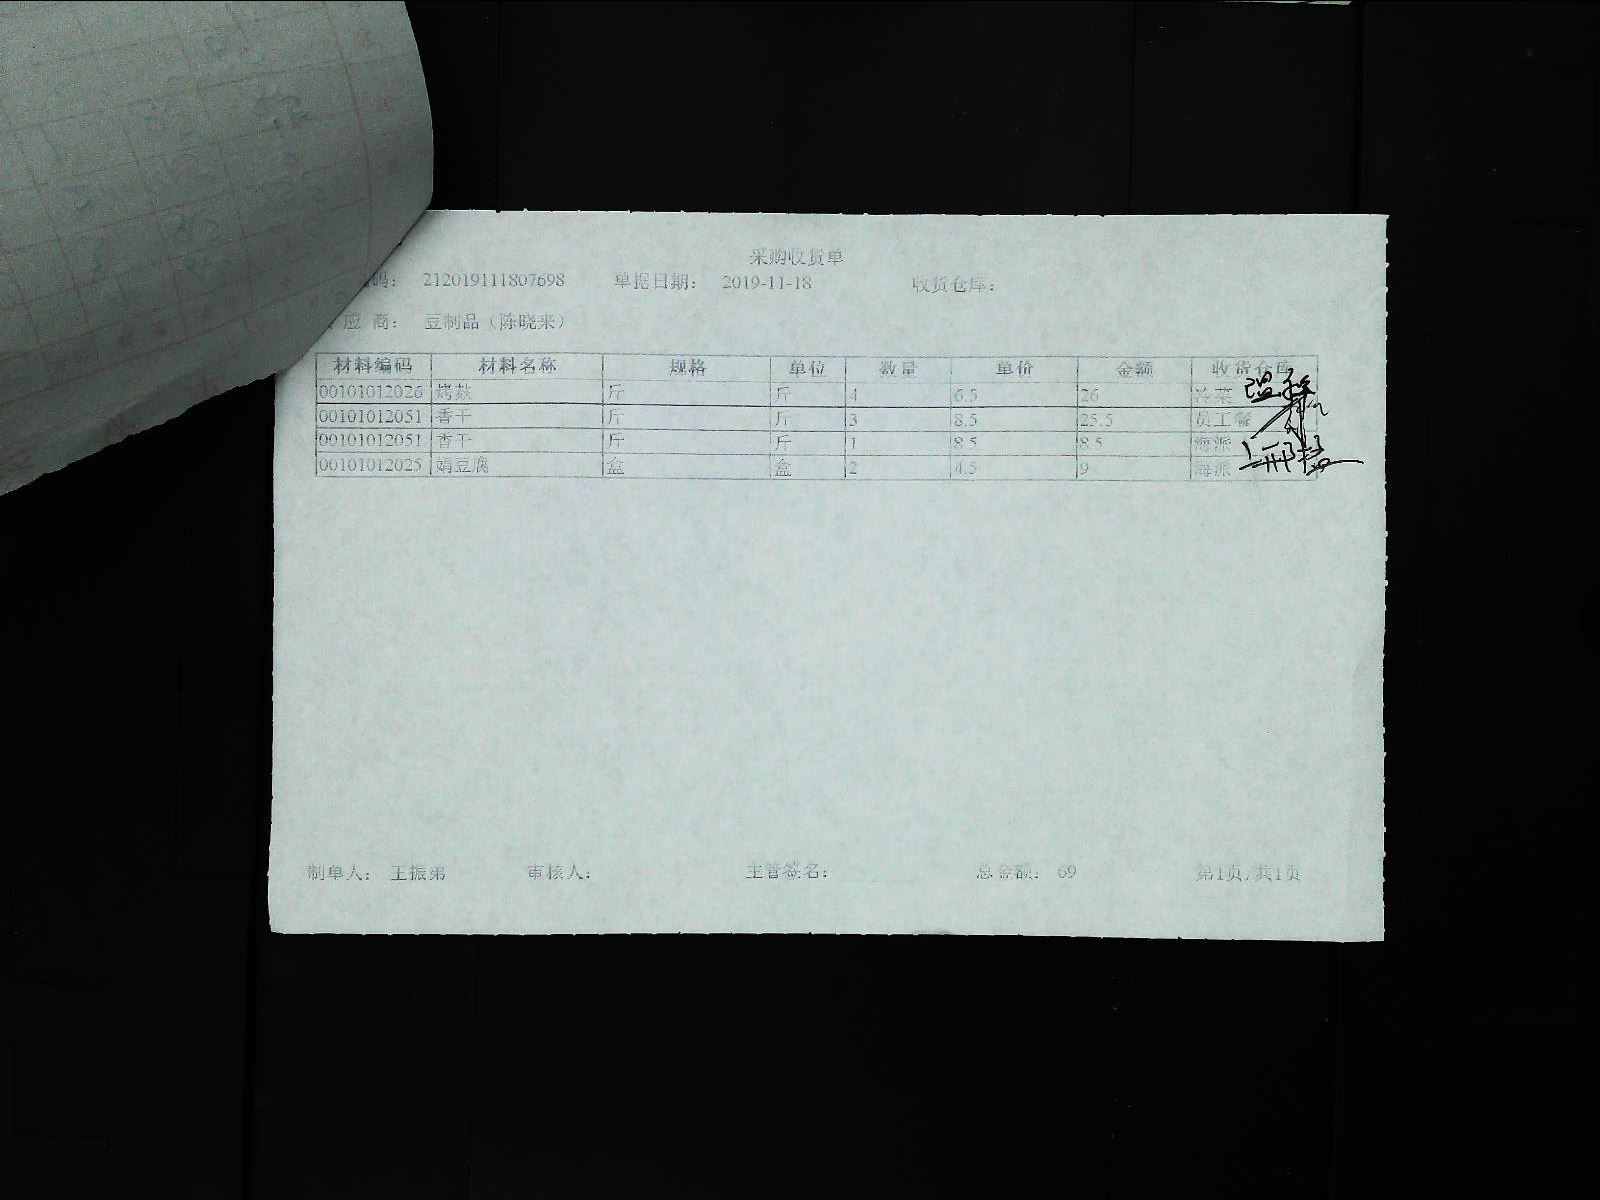 采购收货单
码： 212019111807698 单据日期： 2019-11-18 收货仓库：
应 商： 豆制品（陈晓来）
材料编码 材料名称 规格 单位 数量 单价 金额 收货仓库
00101012026 烤麸 斤 斤 4 6.5 26 冷菜
00101012051 香干 斤 斤 3 8.5 25.5 员工餐
00101012051 香干 斤 斤 1 8.5 8.5 海派
00101012025 娟豆腐 盒 盒 2 4.5 9 海派
制单人： 王振弟 审核人： 主管签名： 总金额： 69 第1页/共1页